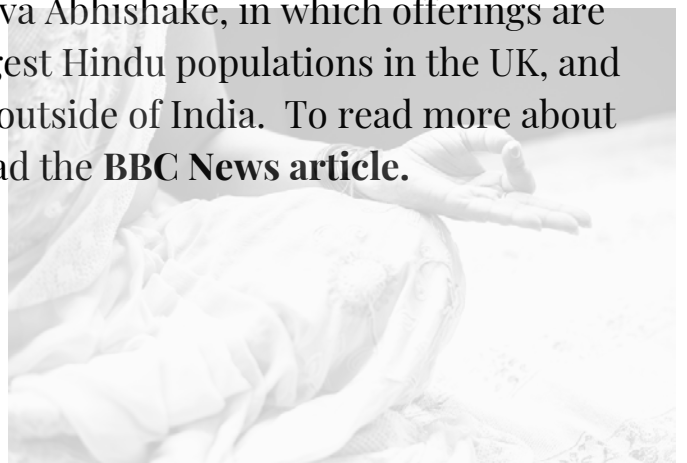 va Abhishake, in which offerings are
gest Hindu populations in the UK, and
outside of India.  To read more about
ad the BBC News article.